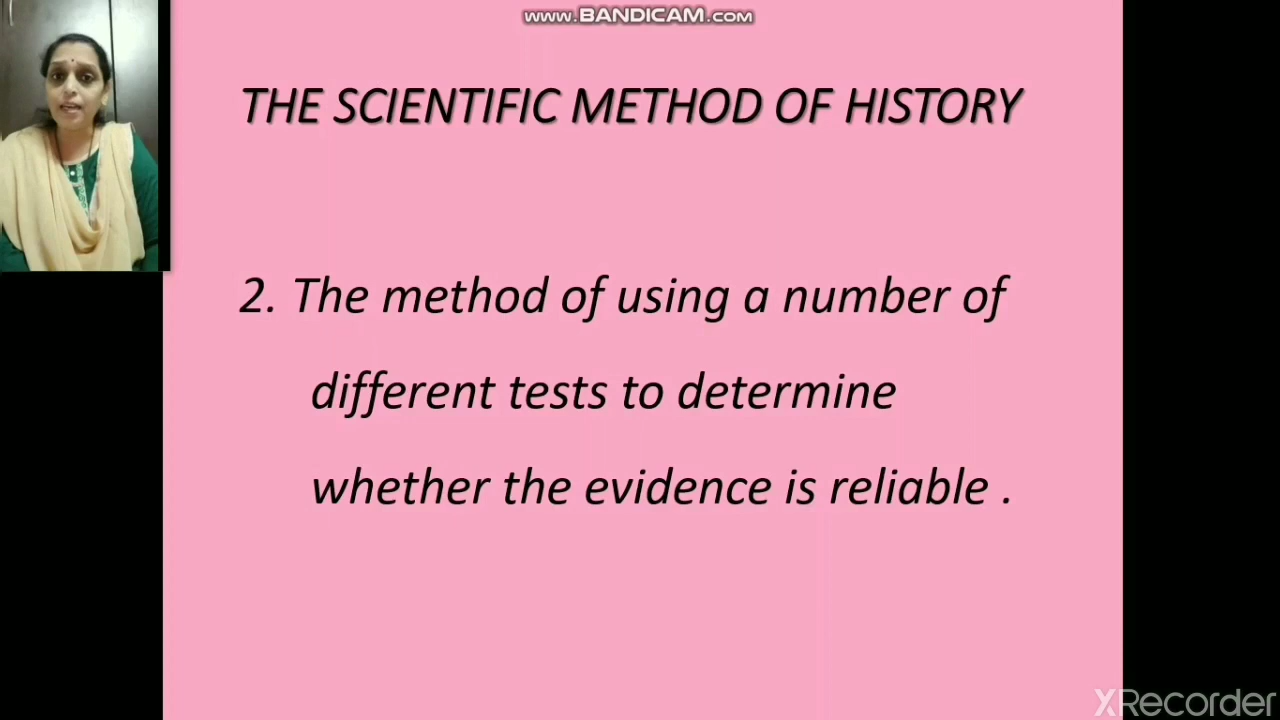 WWW.BANDICAM.COM
THE SCIENTIFIC METHOD OF HISTORY
2. The method of using a number of
different tests to determine
whether the evidence is reliable .
XRecorder